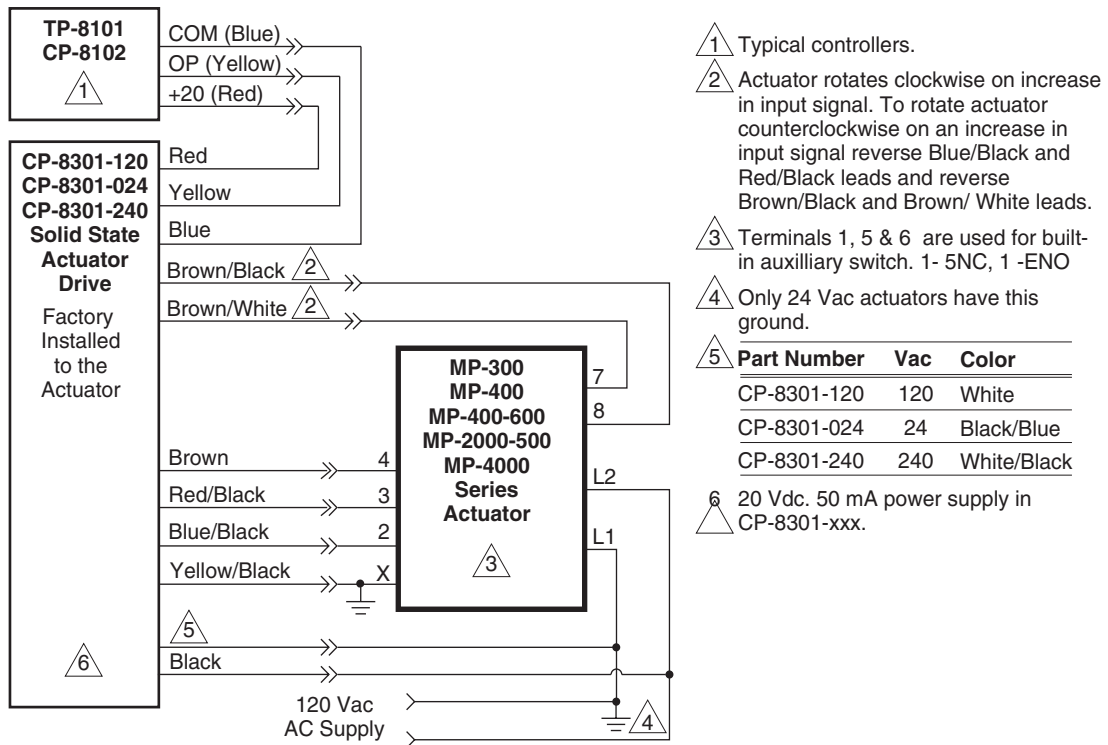 TP-8101
CP-8102
1
COM (Blue)
OP (Yellow)
+20 (Red)
CP-8301-120
CP-8301-024
CP-8301-240
Solid State
Actuator
Drive
Factory
Installed
to the
Actuator
6
Red
Yellow
Blue
Brown/Black 2
Brown/White 2
Brown
Red/Black
Blue/Black
Yellow/Black
5
Black
4
3
2
X
MP-300
MP-400
MP-400-600
MP-2000-500
MP-4000
Series
Actuator
3
7
8
L2
L1
120 Vac
AC Supply
4
1 Typical controllers.
2 Actuator rotates clockwise on increase
in input signal. To rotate actuator
counterclockwise on an increase in
input signal reverse Blue/Black and
Red/Black leads and reverse
Brown/Black and Brown/ White leads.
3 Terminals 1, 5 & 6 are used for built-
in auxilliary switch. 1- 5NC, 1 -ENO
4 Only 24 Vac actuators have this
ground.
5 Part Number Vac Color
CP-8301-120 120 White
CP-8301-024 24 Black/Blue
CP-8301-240 240 White/Black
6 20 Vdc. 50 mA power supply in
CP-8301-xxx.